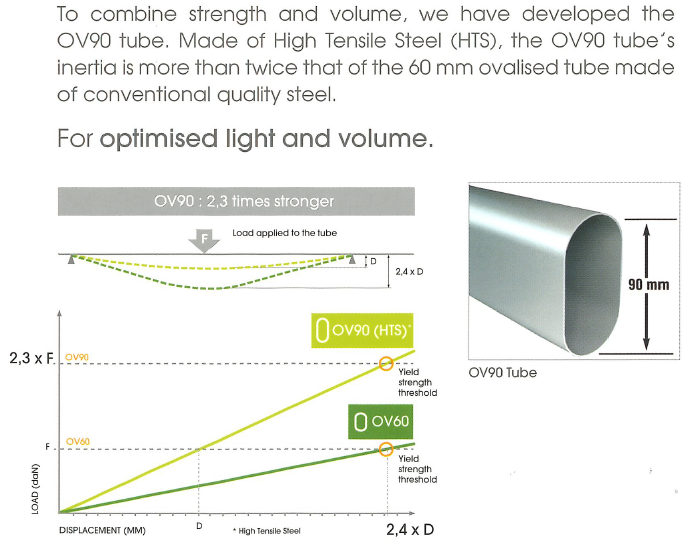 To combine strength and volume, we have developed the
OV90 tube. Made of High Tensile Steel (HTS), the OV90 tube´s
inertia is more than twice that of the 60 mm ovalised tube made
of conventional quality steel.
For optimised light and volume.
OV90 : 2,3 times stronger
F
Load applied to the tube
D
2,4 x D
90 mm
OV90 Tube
OV90 (HTS)*
2,3 x F
OV90
Yield
strength
threshold
OV60
F
OV60
Yield
strength
threshold
LOAD (daN)
DISPLACEMENT (MM)
D
* High Tensile Steel
2,4 x D